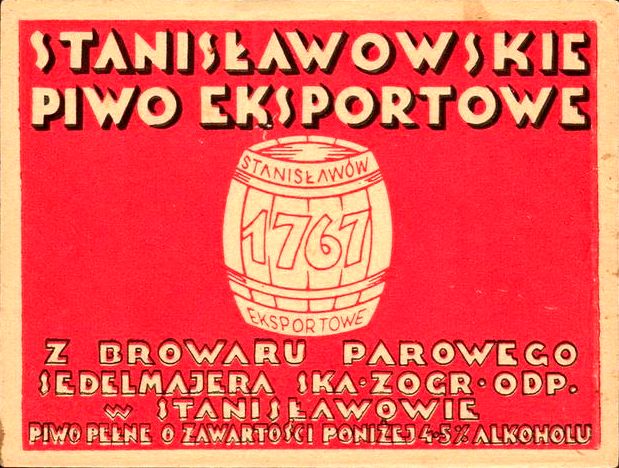 STANISŁAWOWSKIE
PIWO EKSPORTOWE
STANISŁAWÓW
1767
EKSPORTOWE
Z BROWARU PAROWEGO
SEDELMAJERA SKA·ZOGR·ODP.
w STANISŁAWOWIE
PIWO PEŁNE O ZAWARTOŚCI PONIŻEJ 4·5% ALKOHOLU